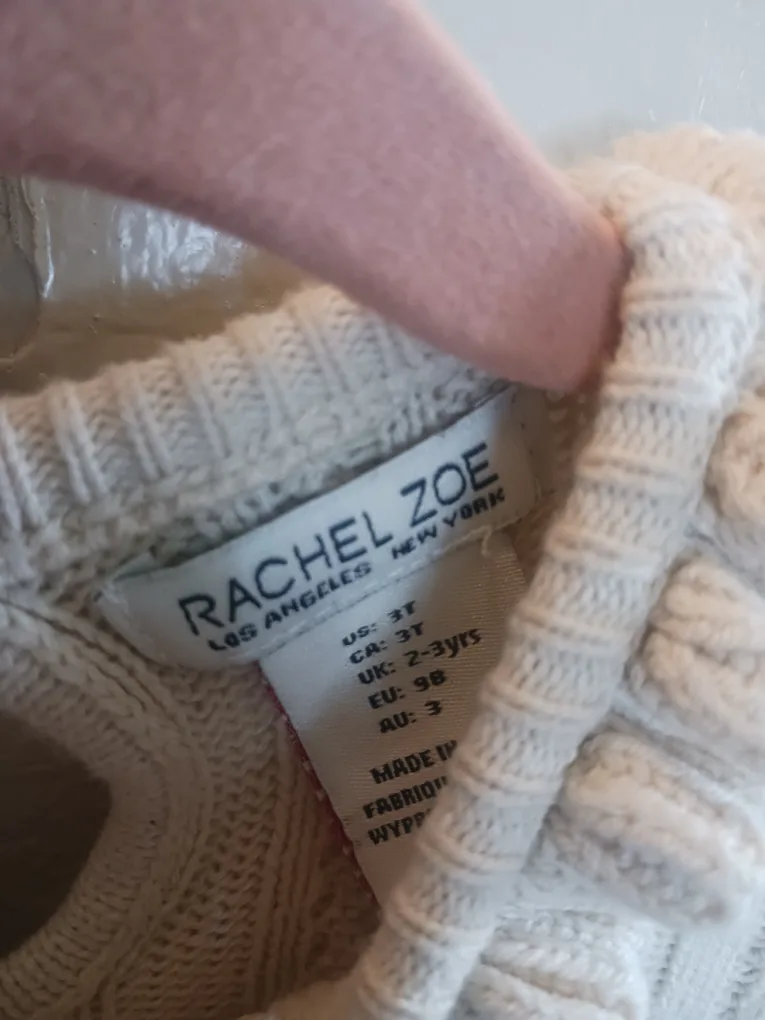 RACHEL ZOE
LOS ANGELES NEW YORK
US: 3T
CA: 3T
UK: 2-3yrs
EU: 98
AU: 3
MADE IN